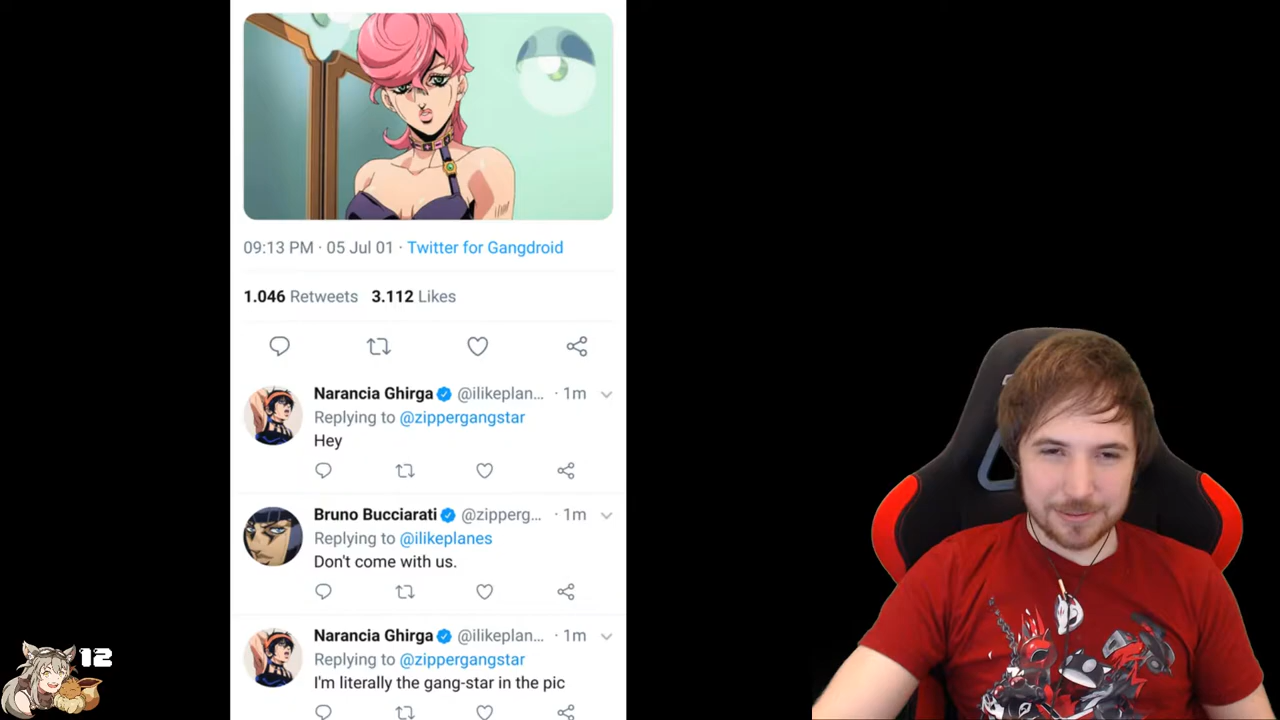 09:13 PM · 05 Jul 01 · Twitter for Gangdroid
1.046 Retweets 3.112 Likes
Narancia Ghirga @ilikeplan... · 1m
Replying to @zippergangstar
Hey
Bruno Bucciarati @zipperg... · 1m
Replying to @ilikeplanes
Don't come with us.
Narancia Ghirga @ilikeplan... · 1m
Replying to @zippergangstar
I'm literally the gang-star in the pic
12